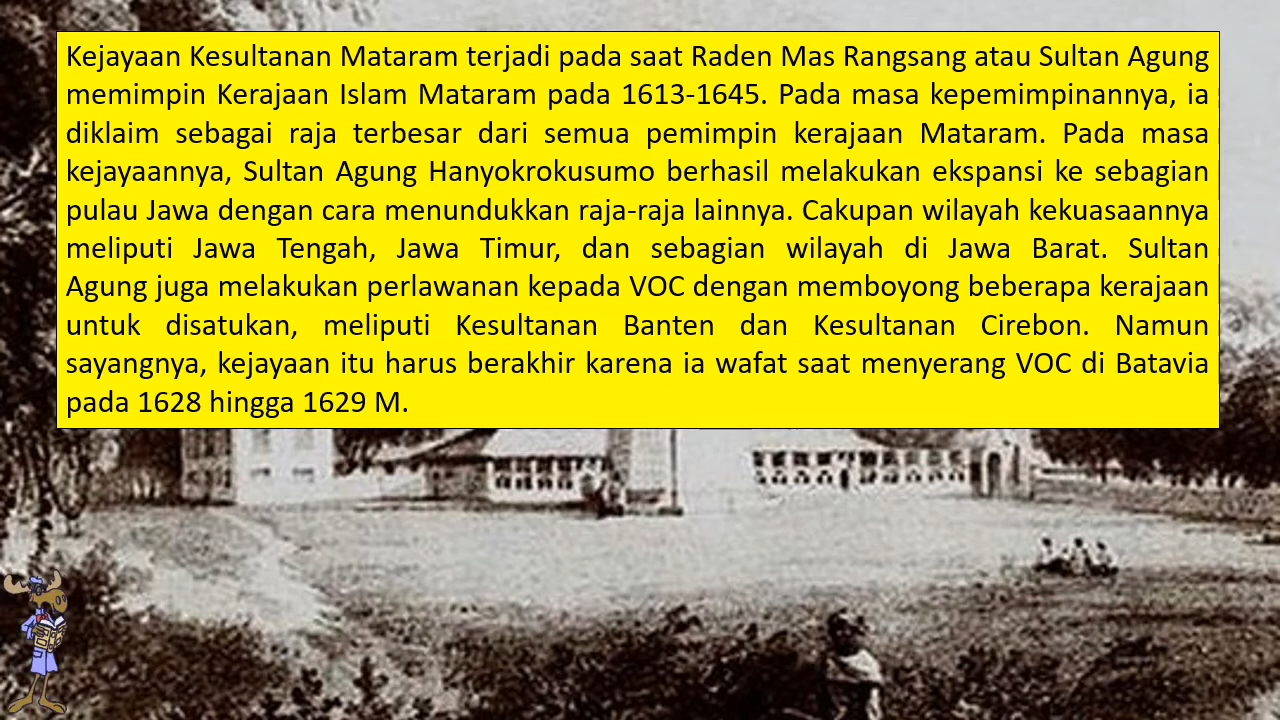 Kejayaan Kesultanan Mataram terjadi pada saat Raden Mas Rangsang atau Sultan Agung
memimpin Kerajaan Islam Mataram pada 1613-1645. Pada masa kepemimpinannya, ia
diklaim sebagai raja terbesar dari semua pemimpin kerajaan Mataram. Pada masa
kejayaannya, Sultan Agung Hanyokrokusumo berhasil melakukan ekspansi ke sebagian
pulau Jawa dengan cara menundukkan raja-raja lainnya. Cakupan wilayah kekuasaannya
meliputi Jawa Tengah, Jawa Timur, dan sebagian wilayah di Jawa Barat. Sultan
Agung juga melakukan perlawanan kepada VOC dengan memboyong beberapa kerajaan
untuk disatukan, meliputi Kesultanan Banten dan Kesultanan Cirebon. Namun
sayangnya, kejayaan itu harus berakhir karena ia wafat saat menyerang VOC di Batavia
pada 1628 hingga 1629 M.